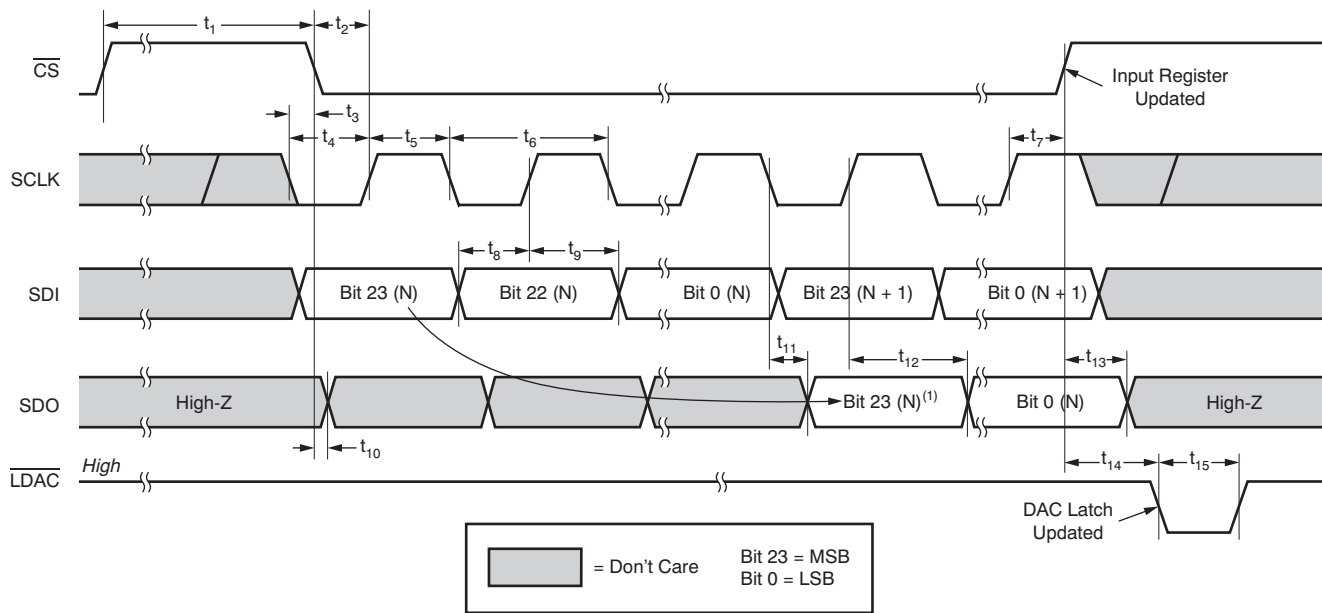 t1
t2
CS
Input Register
Updated
t3
t4
t5
t6
t7
SCLK
t8
t9
SDI
Bit 23 (N)
Bit 22 (N)
Bit 0 (N)
Bit 23 (N + 1)
Bit 0 (N + 1)
t11
t12
t13
SDO
High-Z
Bit 23 (N)(1)
Bit 0 (N)
High-Z
t10
High
LDAC
t14
t15
DAC Latch
Updated
= Don't Care
Bit 23 = MSB
Bit 0 = LSB